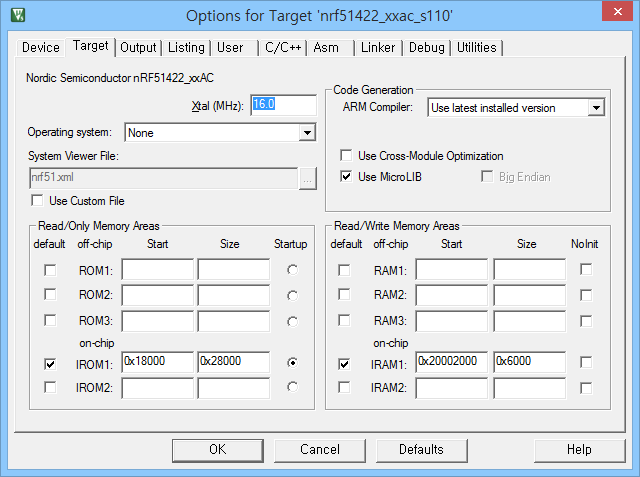 Options for Target 'nrf51422_xxac_s110'
Device Target Output Listing User C/C++ Asm Linker Debug Utilities
Nordic Semiconductor nRF51422_xxAC
Xtal (MHz): 16.0
Operating system: None
System Viewer File:
nrf51.xml ...
Use Custom File
Code Generation
ARM Compiler: Use latest installed version
Use Cross-Module Optimization
Use MicroLIB Big Endian
Read/Only Memory Areas
default off-chip Start Size Startup
ROM1:
ROM2:
ROM3:
on-chip
IROM1: 0x18000 0x28000
IROM2:
Read/Write Memory Areas
default off-chip Start Size NoInit
RAM1:
RAM2:
RAM3:
on-chip
IRAM1: 0x20002000 0x6000
IRAM2:
OK Cancel Defaults Help